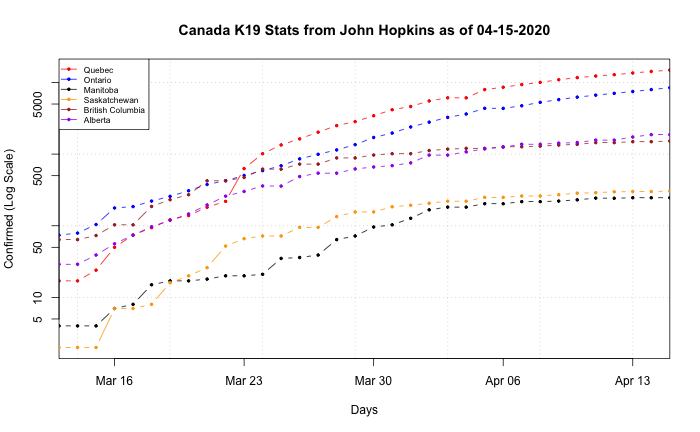 Canada K19 Stats from John Hopkins as of 04-15-2020
Quebec
Ontario
Manitoba
Saskatchewan
British Columbia
Alberta
Confirmed (Log Scale)
5000
500
50
10
5
Mar 16 Mar 23 Mar 30 Apr 06 Apr 13
Days